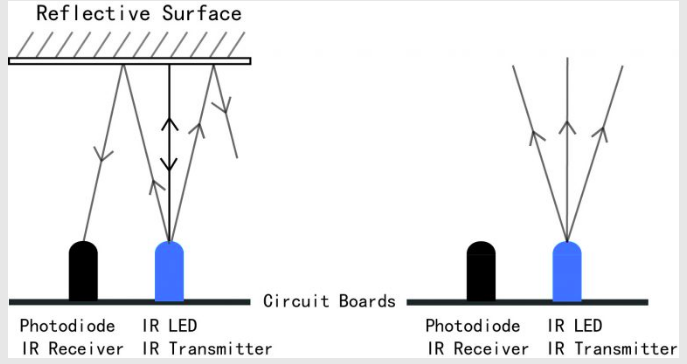 Reflective Surface
Circuit Boards
Photodiode
IR Receiver
IR LED
IR Transmitter
Photodiode
IR Receiver
IR LED
IR Transmitter